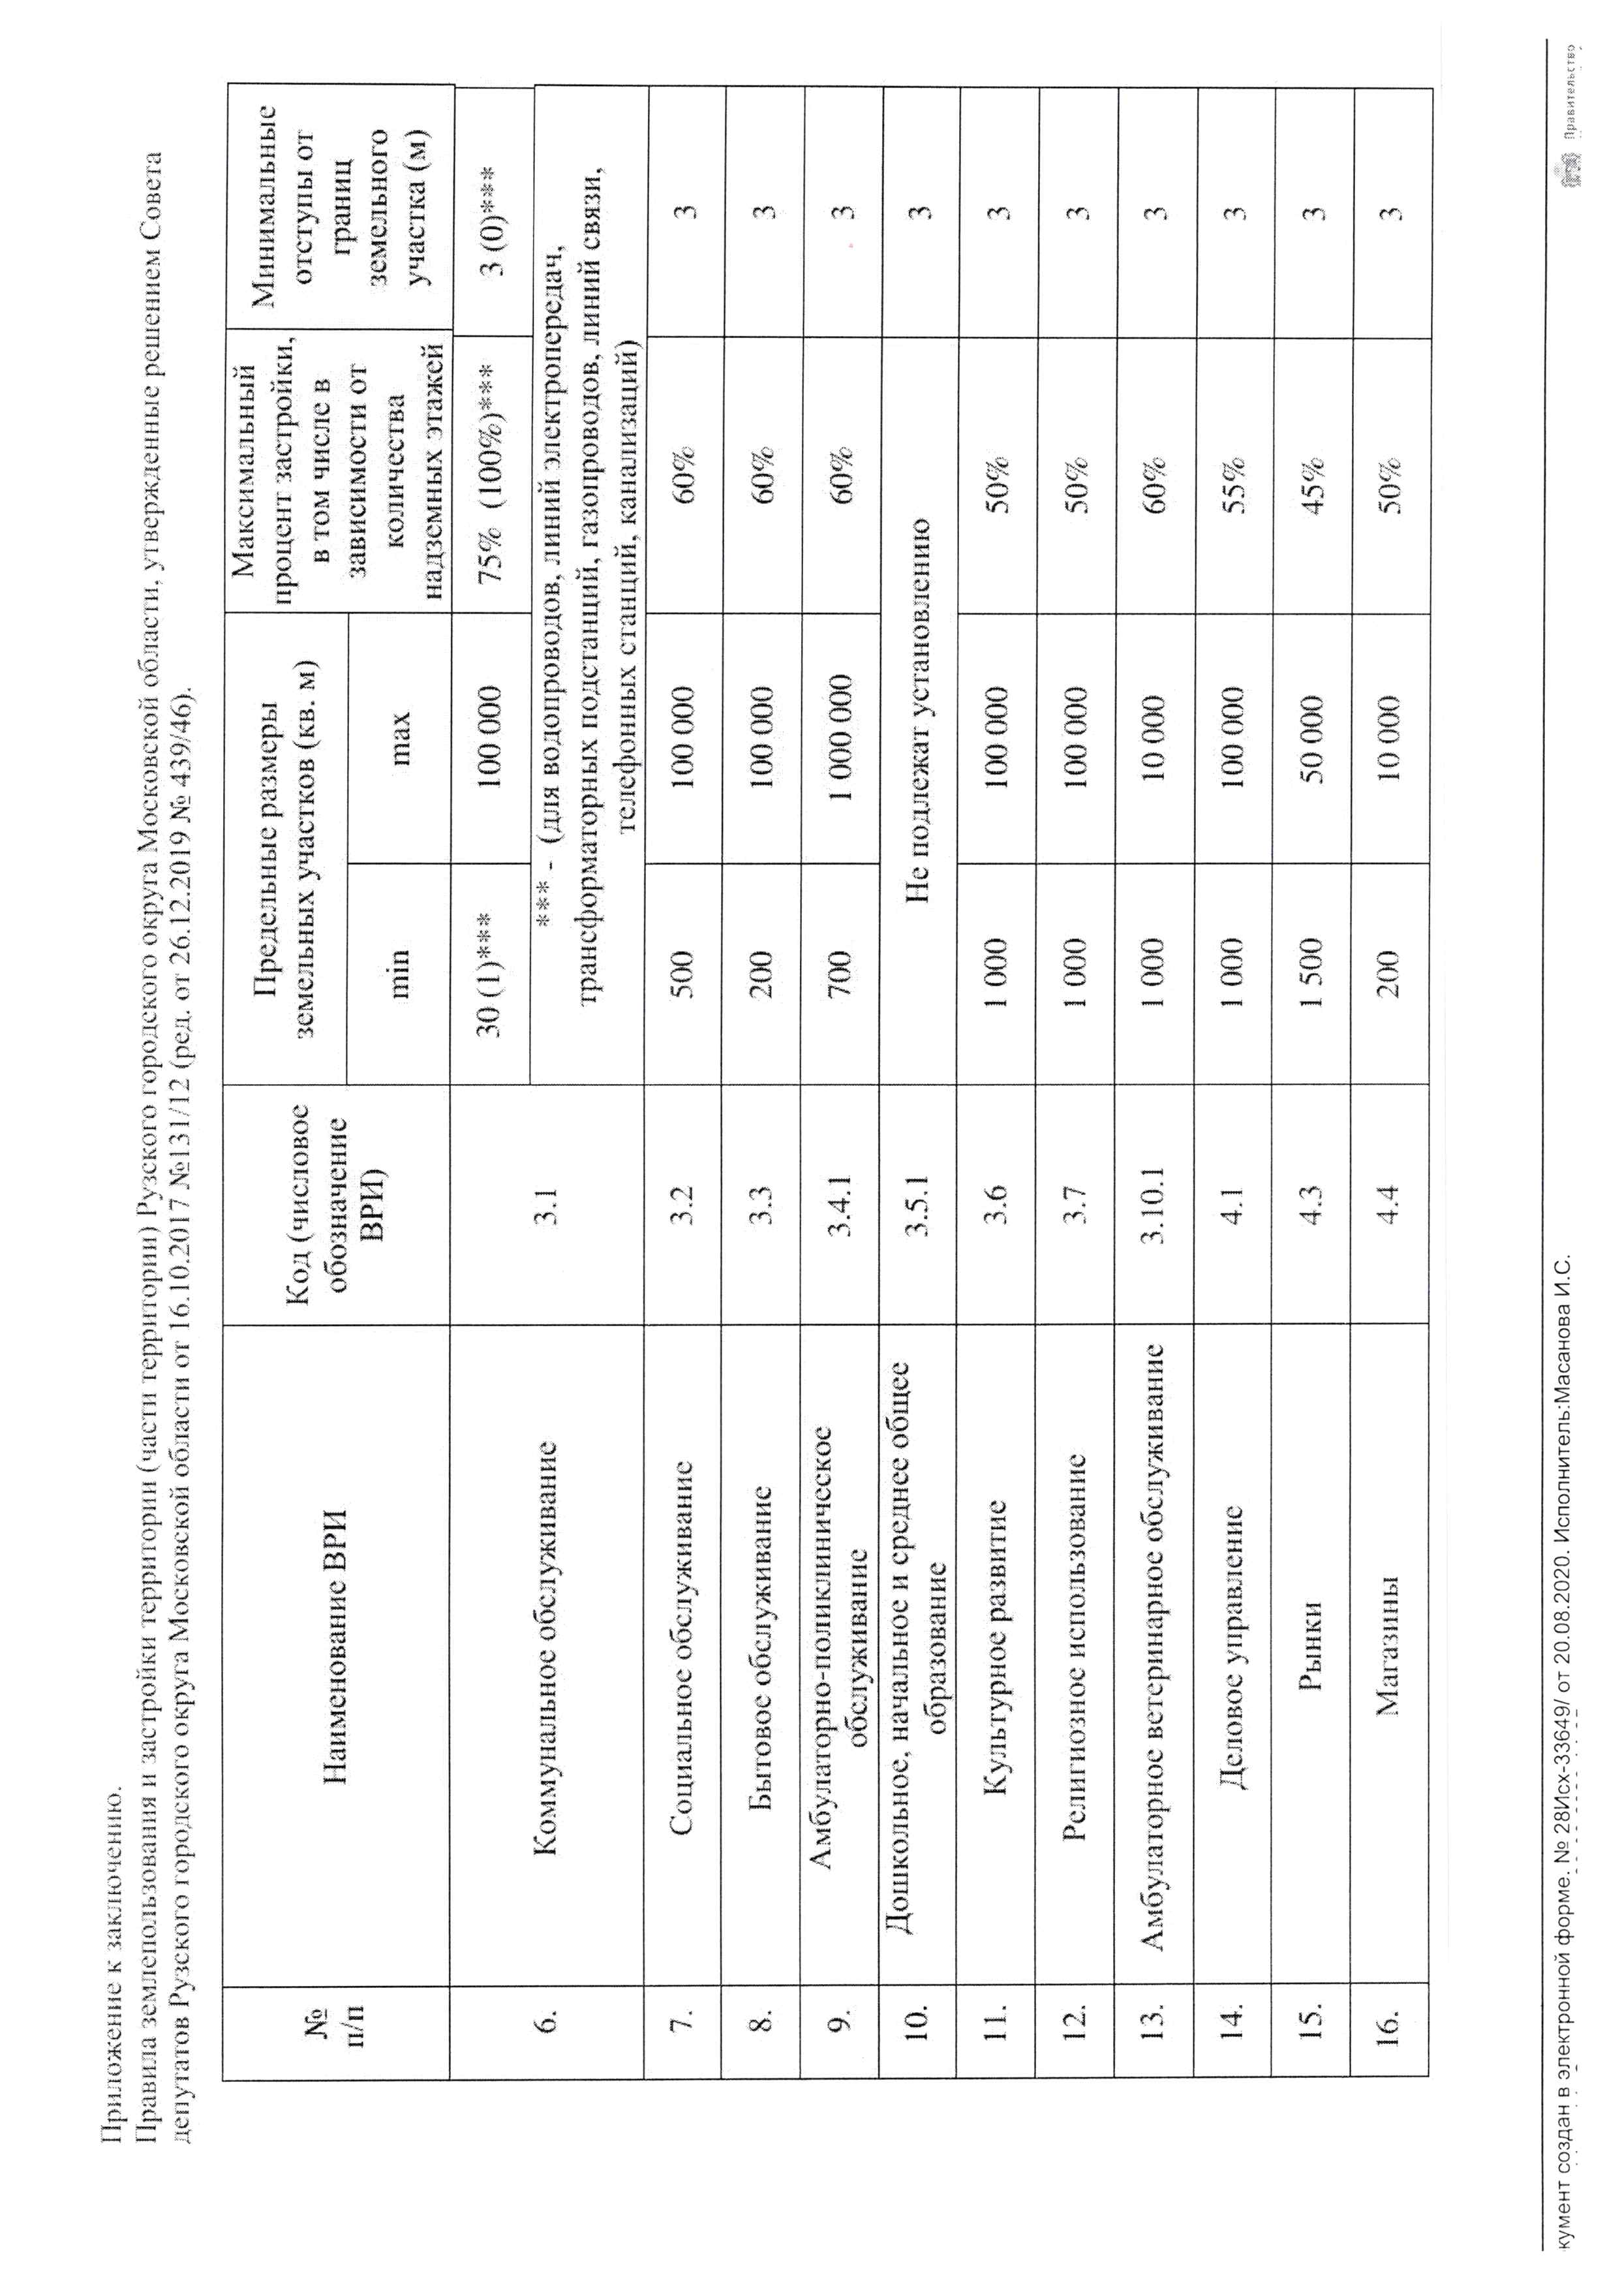 Приложение к заключению.
Правила землепользования и застройки территории (части территории) Рузского городского округа Московской области, утвержденные решением Совета
депутатов Рузского городского округа Московской области от 16.10.2017 №131/12 (ред. от 26.12.2019 № 439/46).
№
п/п
Наименование ВРИ
Код (числовое
обозначение
ВРИ)
Предельные размеры
земельных участков (кв. м)
min
max
Максимальный
процент застройки,
в том числе в
зависимости от
количества
надземных этажей
Минимальные
отступы от
границ
земельного
участка (м)
6. Коммунальное обслуживание 3.1 30 (1)*** 100 000 75% (100%)*** 3 (0)***
*** - (для водопроводов, линий электропередач,
трансформаторных подстанций, газопроводов, линий связи,
телефонных станций, канализаций)
7. Социальное обслуживание 3.2 500 100 000 60% 3
8. Бытовое обслуживание 3.3 200 100 000 60% 3
9. Амбулаторно-поликлиническое
обслуживание 3.4.1 700 1 000 000 60% 3
10. Дошкольное, начальное и среднее общее
образование 3.5.1 Не подлежат установлению 3
11. Культурное развитие 3.6 1 000 100 000 50% 3
12. Религиозное использование 3.7 1 000 100 000 50% 3
13. Амбулаторное ветеринарное обслуживание 3.10.1 1 000 10 000 60% 3
14. Деловое управление 4.1 1 000 100 000 55% 3
15. Рынки 4.3 1 500 50 000 45% 3
16. Магазины 4.4 200 10 000 50% 3
кумент создан в электронной форме. № 28Исх-33649/ от 20.08.2020. Исполнитель:Масанова И.С.
Правительство